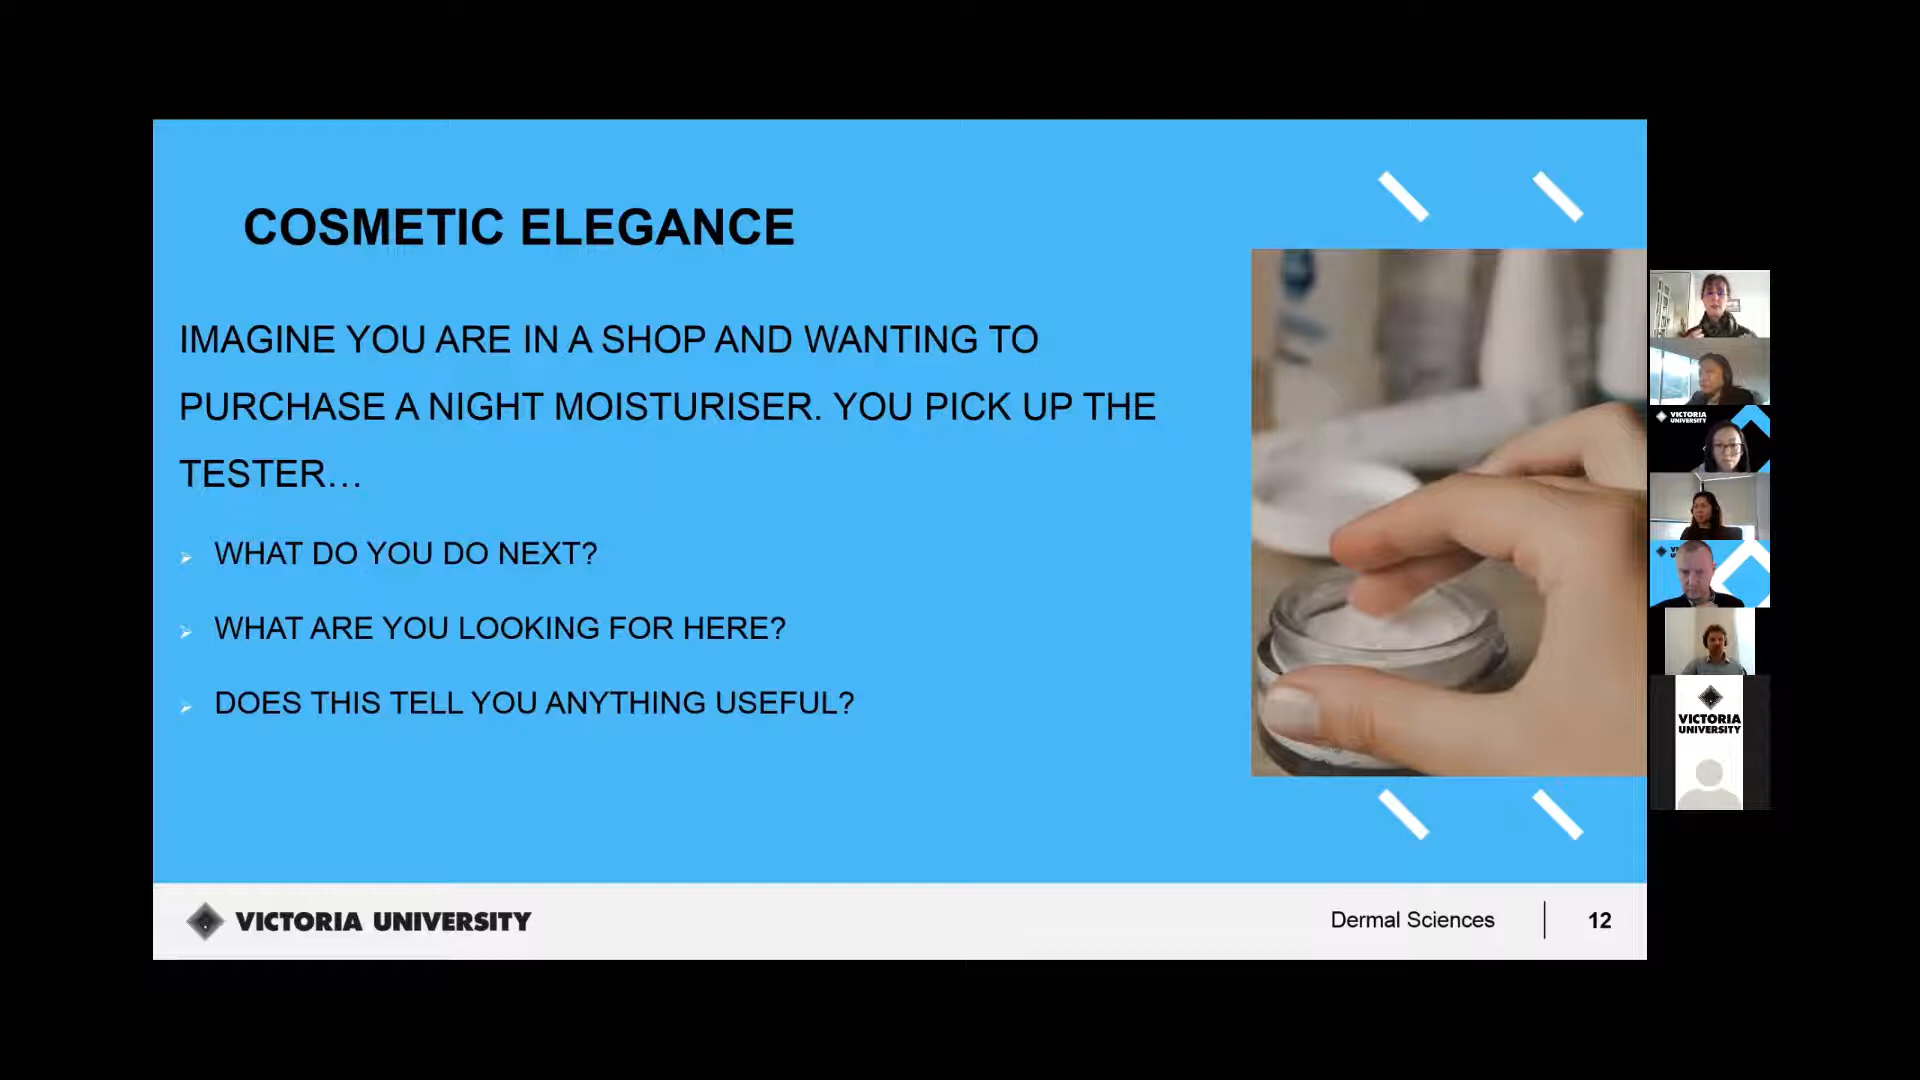 COSMETIC ELEGANCE
IMAGINE YOU ARE IN A SHOP AND WANTING TO
PURCHASE A NIGHT MOISTURISER. YOU PICK UP THE
TESTER…
WHAT DO YOU DO NEXT?
WHAT ARE YOU LOOKING FOR HERE?
DOES THIS TELL YOU ANYTHING USEFUL?
VICTORIA UNIVERSITY
Dermal Sciences
12
VICTORIA
UNIVERSITY
VICTORIA
UNIVERSITY